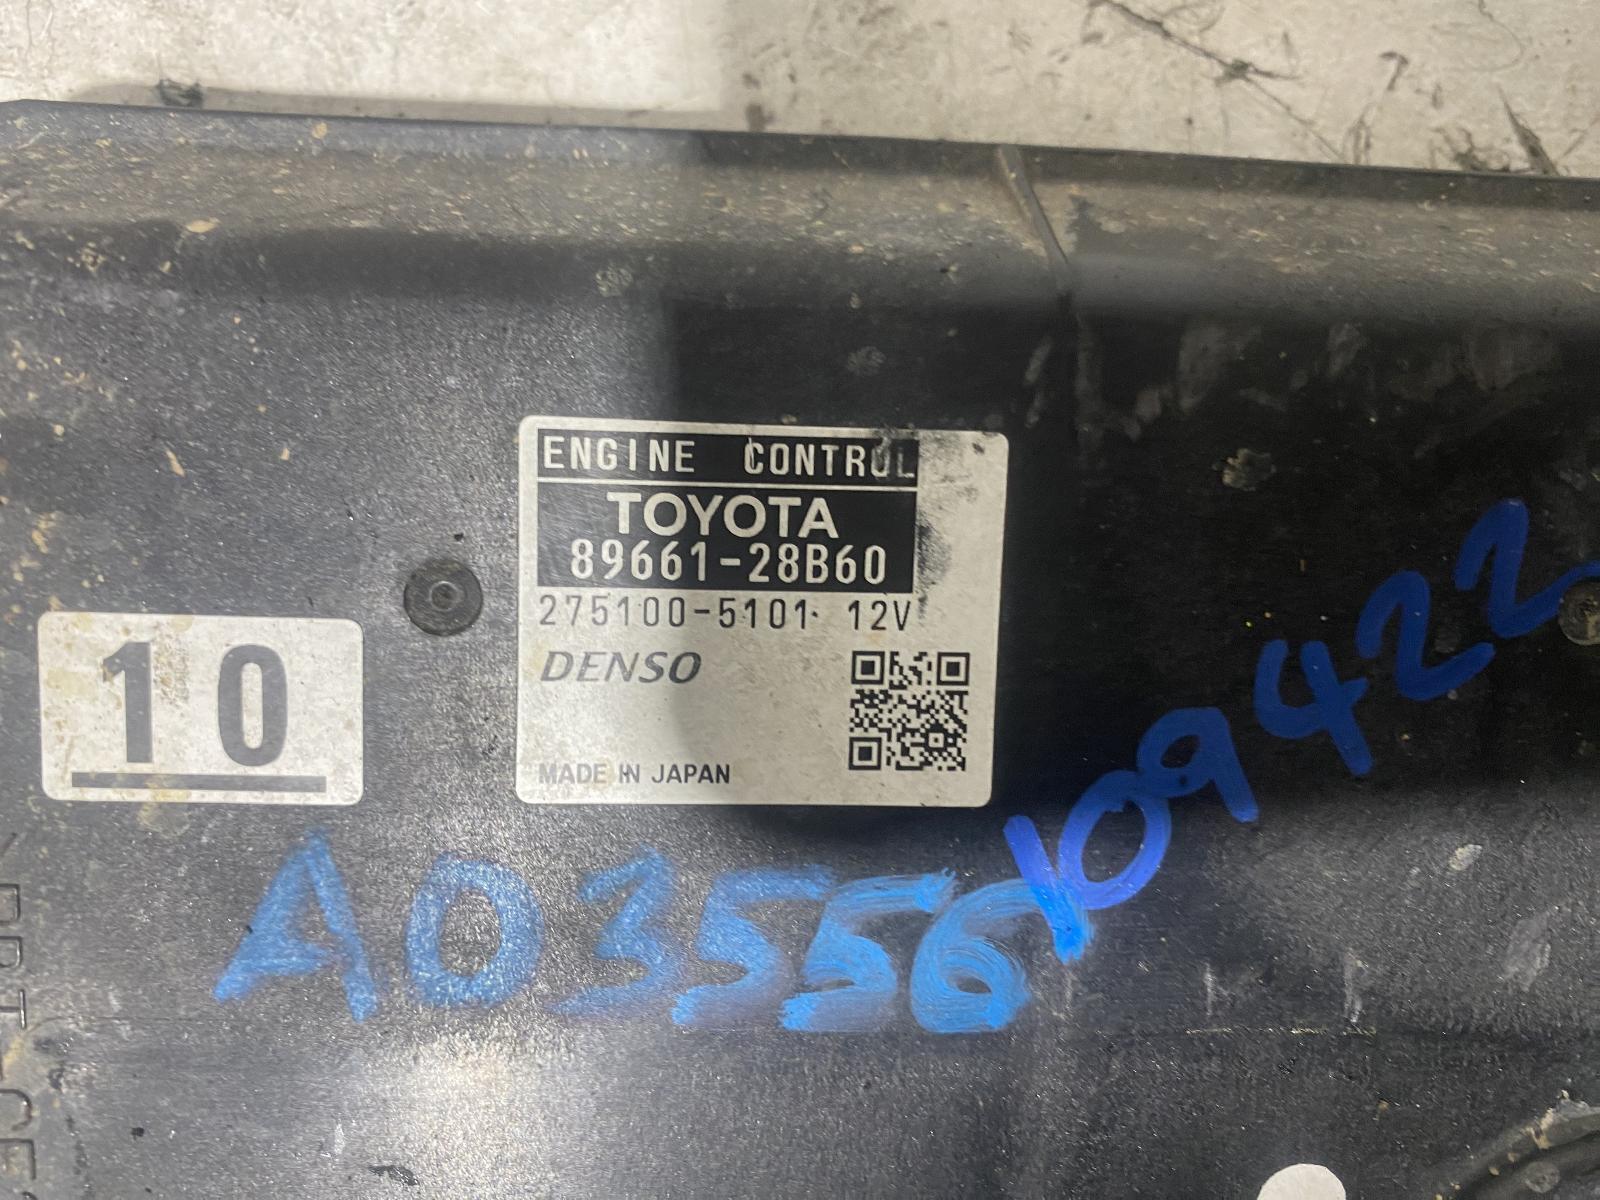 ENGINE CONTROL
TOYOTA
89661-28B60
275100-5101 12V
DENSO
MADE IN JAPAN
10
A03556
109422